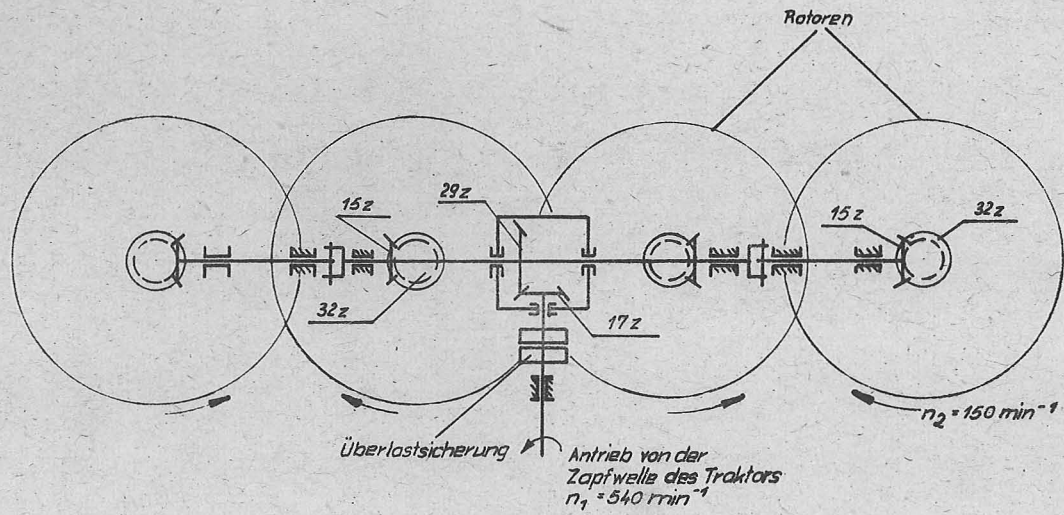 Rotoren
29z
15z
15z
32z
32z
17z
n₂ = 150 min⁻¹
Überlastsicherung
Antrieb von der
Zapfwelle des Traktors
n₁ = 540 min⁻¹